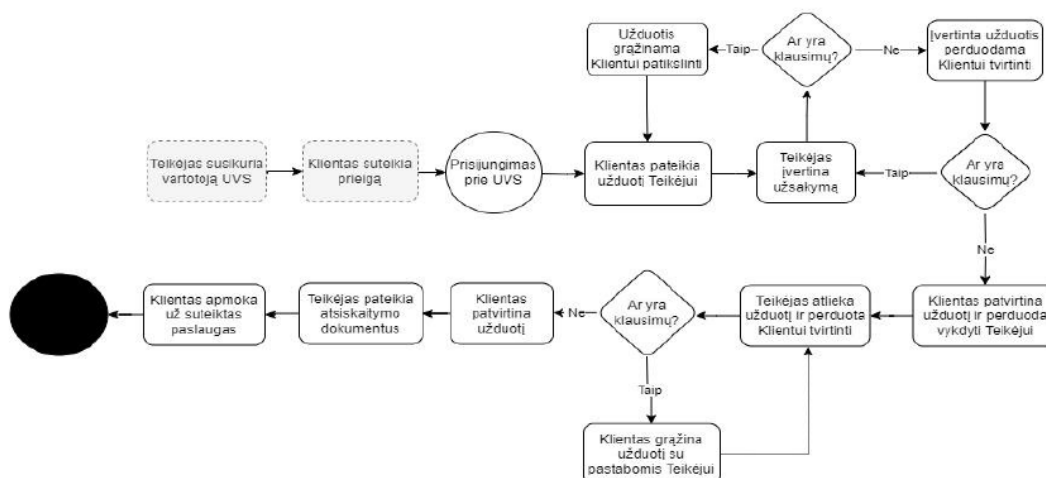 Užduotis
grąžinama
Klientui patikslinti
Taip
Ar yra
klausimų?
Ne
Įvertinta užduotis
perduodama
Klientui tvirtinti
Teikėjas susikuria
vartotoją UVS
Klientas suteikia
prieigą
Prisijungimas
prie UVS
Klientas pateikia
užduotį Teikėjui
Teikėjas
įvertina
užsakymą
Taip
Ar yra
klausimų?
Ne
Klientas patvirtina
užduotį ir perduoda
vykdyti Teikėjui
Teikėjas atlieka
užduotį ir perduota
Klientui tvirtinti
Ar yra
klausimų?
Ne
Klientas
patvirtina
užduotį
Teikėjas pateikia
atsiskaitymo
dokumentus
Klientas apmoka
už suteiktas
paslaugas
Taip
Klientas grąžina
užduotį su
pastabomis Teikėjui